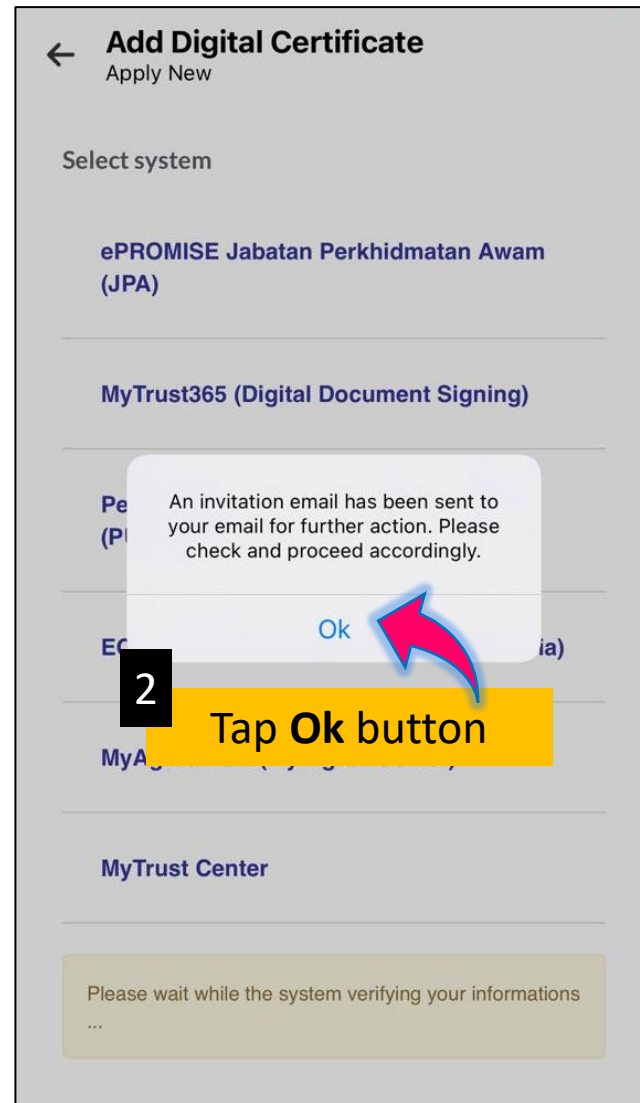 Add Digital Certificate
Apply New
Select system
ePROMISE Jabatan Perkhidmatan Awam
(JPA)
MyTrust365 (Digital Document Signing)
An invitation email has been sent to
your email for further action. Please
check and proceed accordingly.
Ok
2
Tap Ok button
MyTrust Center
Please wait while the system verifying your informations
...